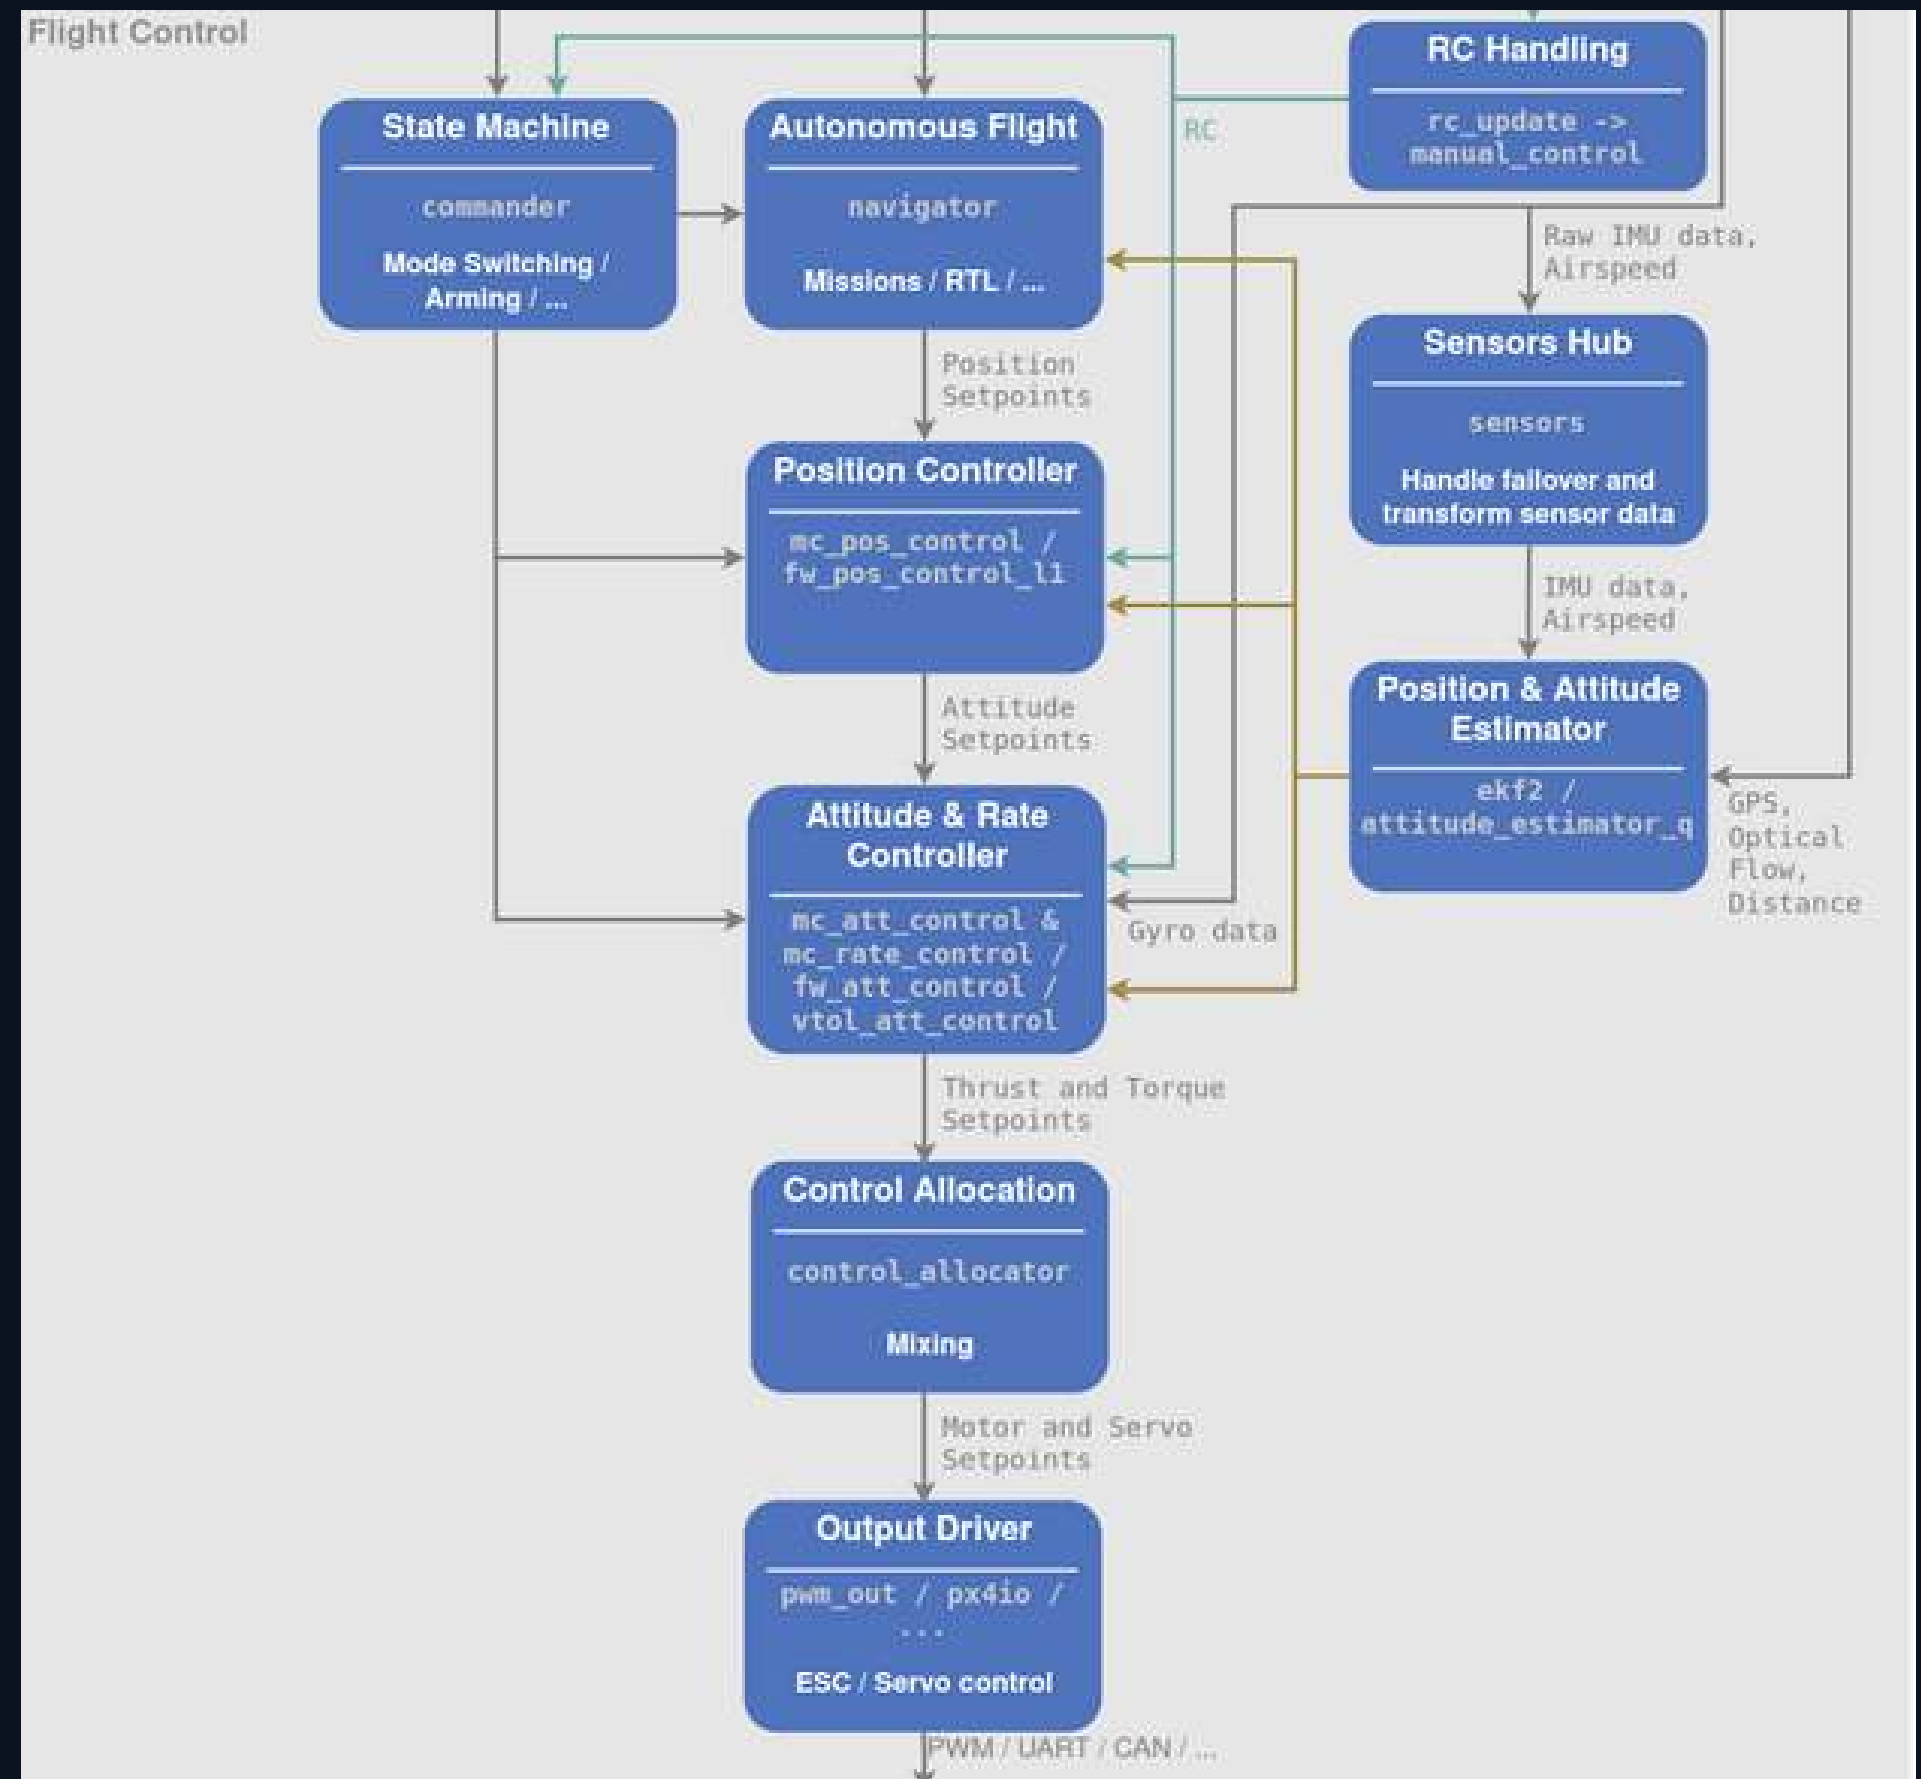 Flight Control
RC Handling
rc_update ->
manual_control
State Machine
commander
Mode Switching /
Arming / ...
Autonomous Flight
navigator
Missions / RTL / ...
RC
Raw IMU data,
Airspeed
Sensors Hub
sensors
Handle failover and
transform sensor data
Position
Setpoints
Position Controller
mc_pos_control /
fw_pos_control_l1
IMU data,
Airspeed
Position & Attitude
Estimator
ekf2 /
attitude_estimator_q
GPS,
Optical
Flow,
Distance
Attitude
Setpoints
Attitude & Rate
Controller
mc_att_control &
mc_rate_control /
fw_att_control /
vtol_att_control
Gyro data
Thrust and Torque
Setpoints
Control Allocation
control_allocator
Mixing
Motor and Servo
Setpoints
Output Driver
pwm_out / px4io /
...
ESC / Servo control
PWM / UART / CAN / ...